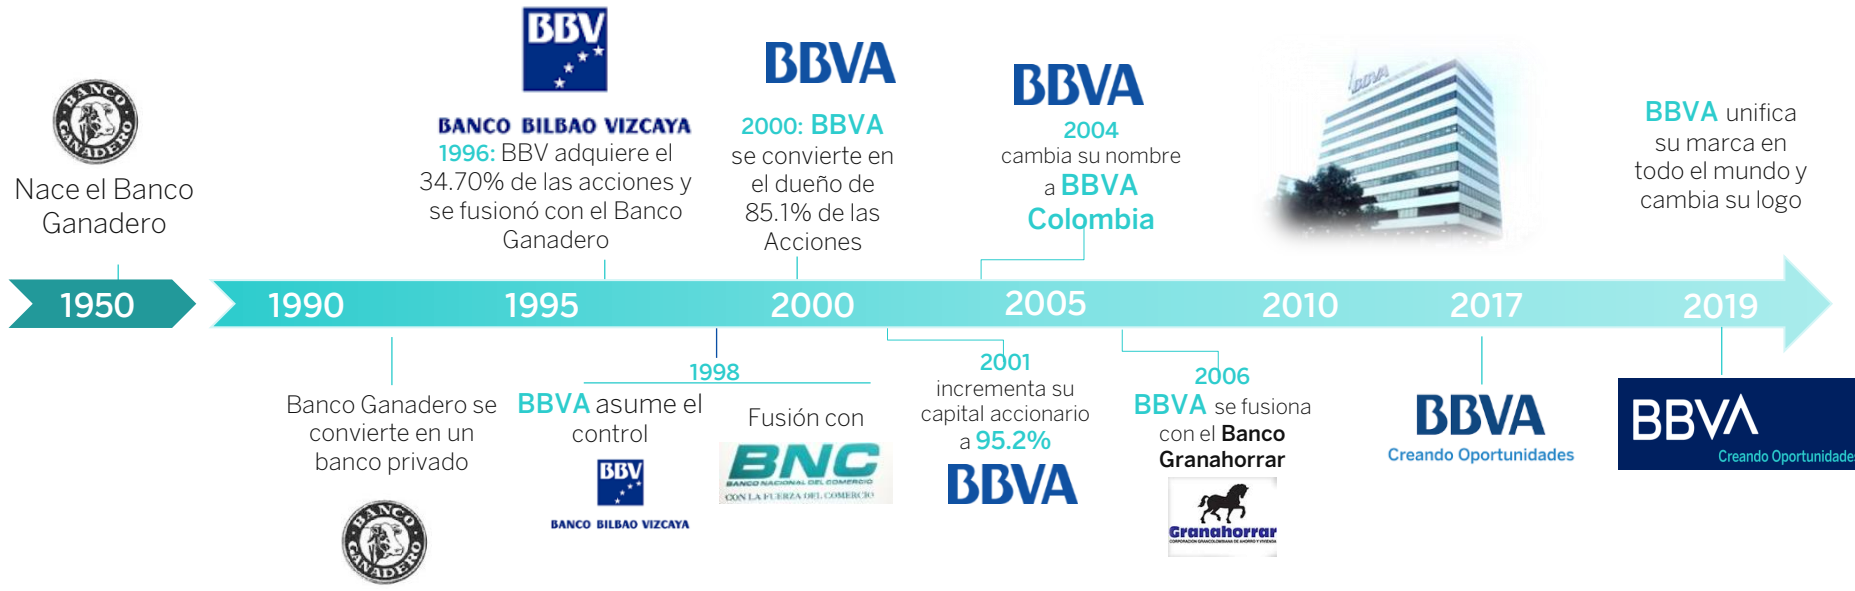 BANCO
GANADERO
Nace el Banco
Ganadero
BBV
BANCO BILBAO VIZCAYA
1996: BBV adquiere el
34.70% de las acciones y
se fusionó con el Banco
Ganadero
BBVA
2000: BBVA
se convierte en
el dueño de
85.1% de las
Acciones
BBVA
2004
cambia su nombre
a BBVA
Colombia
BBVA
BBVA unifica
su marca en
todo el mundo y
cambia su logo
1950
1990
1995
2000
2005
2010
2017
2019
Banco Ganadero se
convierte en un
banco privado
BANCO
GANADERO
1998
BBVA asume el
control
BBV
BANCO BILBAO VIZCAYA
Fusión con
BNC
BANCO NACIONAL DEL COMERCIO
CON LA FUERZA DEL COMERCIO
2001
incrementa su
capital accionario
a 95.2%
BBVA
2006
BBVA se fusiona
con el Banco
Granahorrar
Granahorrar
CORPORACION GRANCOLOMBIANA DE AHORRO Y VIVIENDA
BBVA
Creando Oportunidades
BBVA
Creando Oportunidades